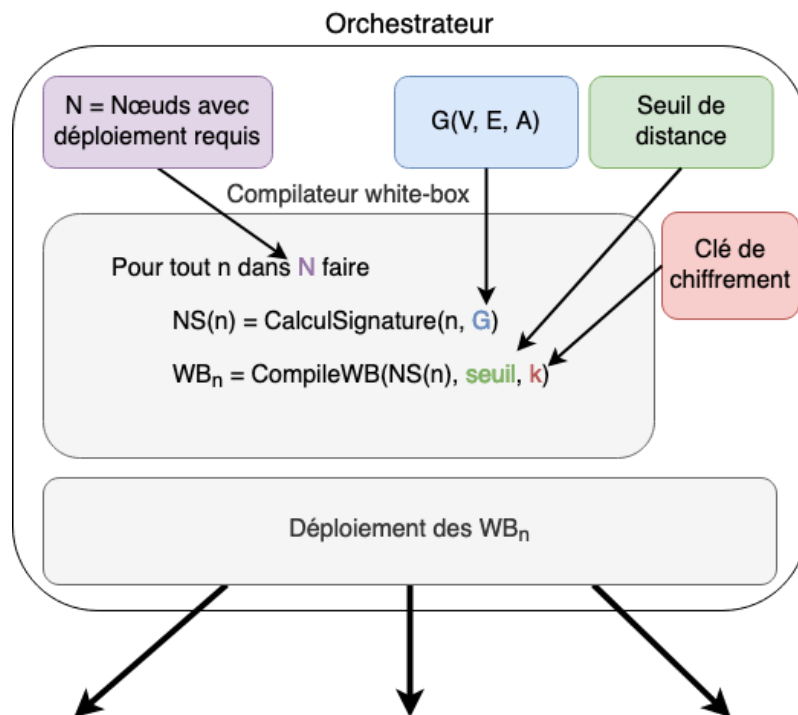 Orchestrateur
N = Nœuds avec
déploiement requis
G(V, E, A)
Seuil de
distance
Compilateur white-box
Clé de
chiffrement
Pour tout n dans N faire
NS(n) = CalculSignature(n, G)
WBn = CompileWB(NS(n), seuil, k)
Déploiement des WBn